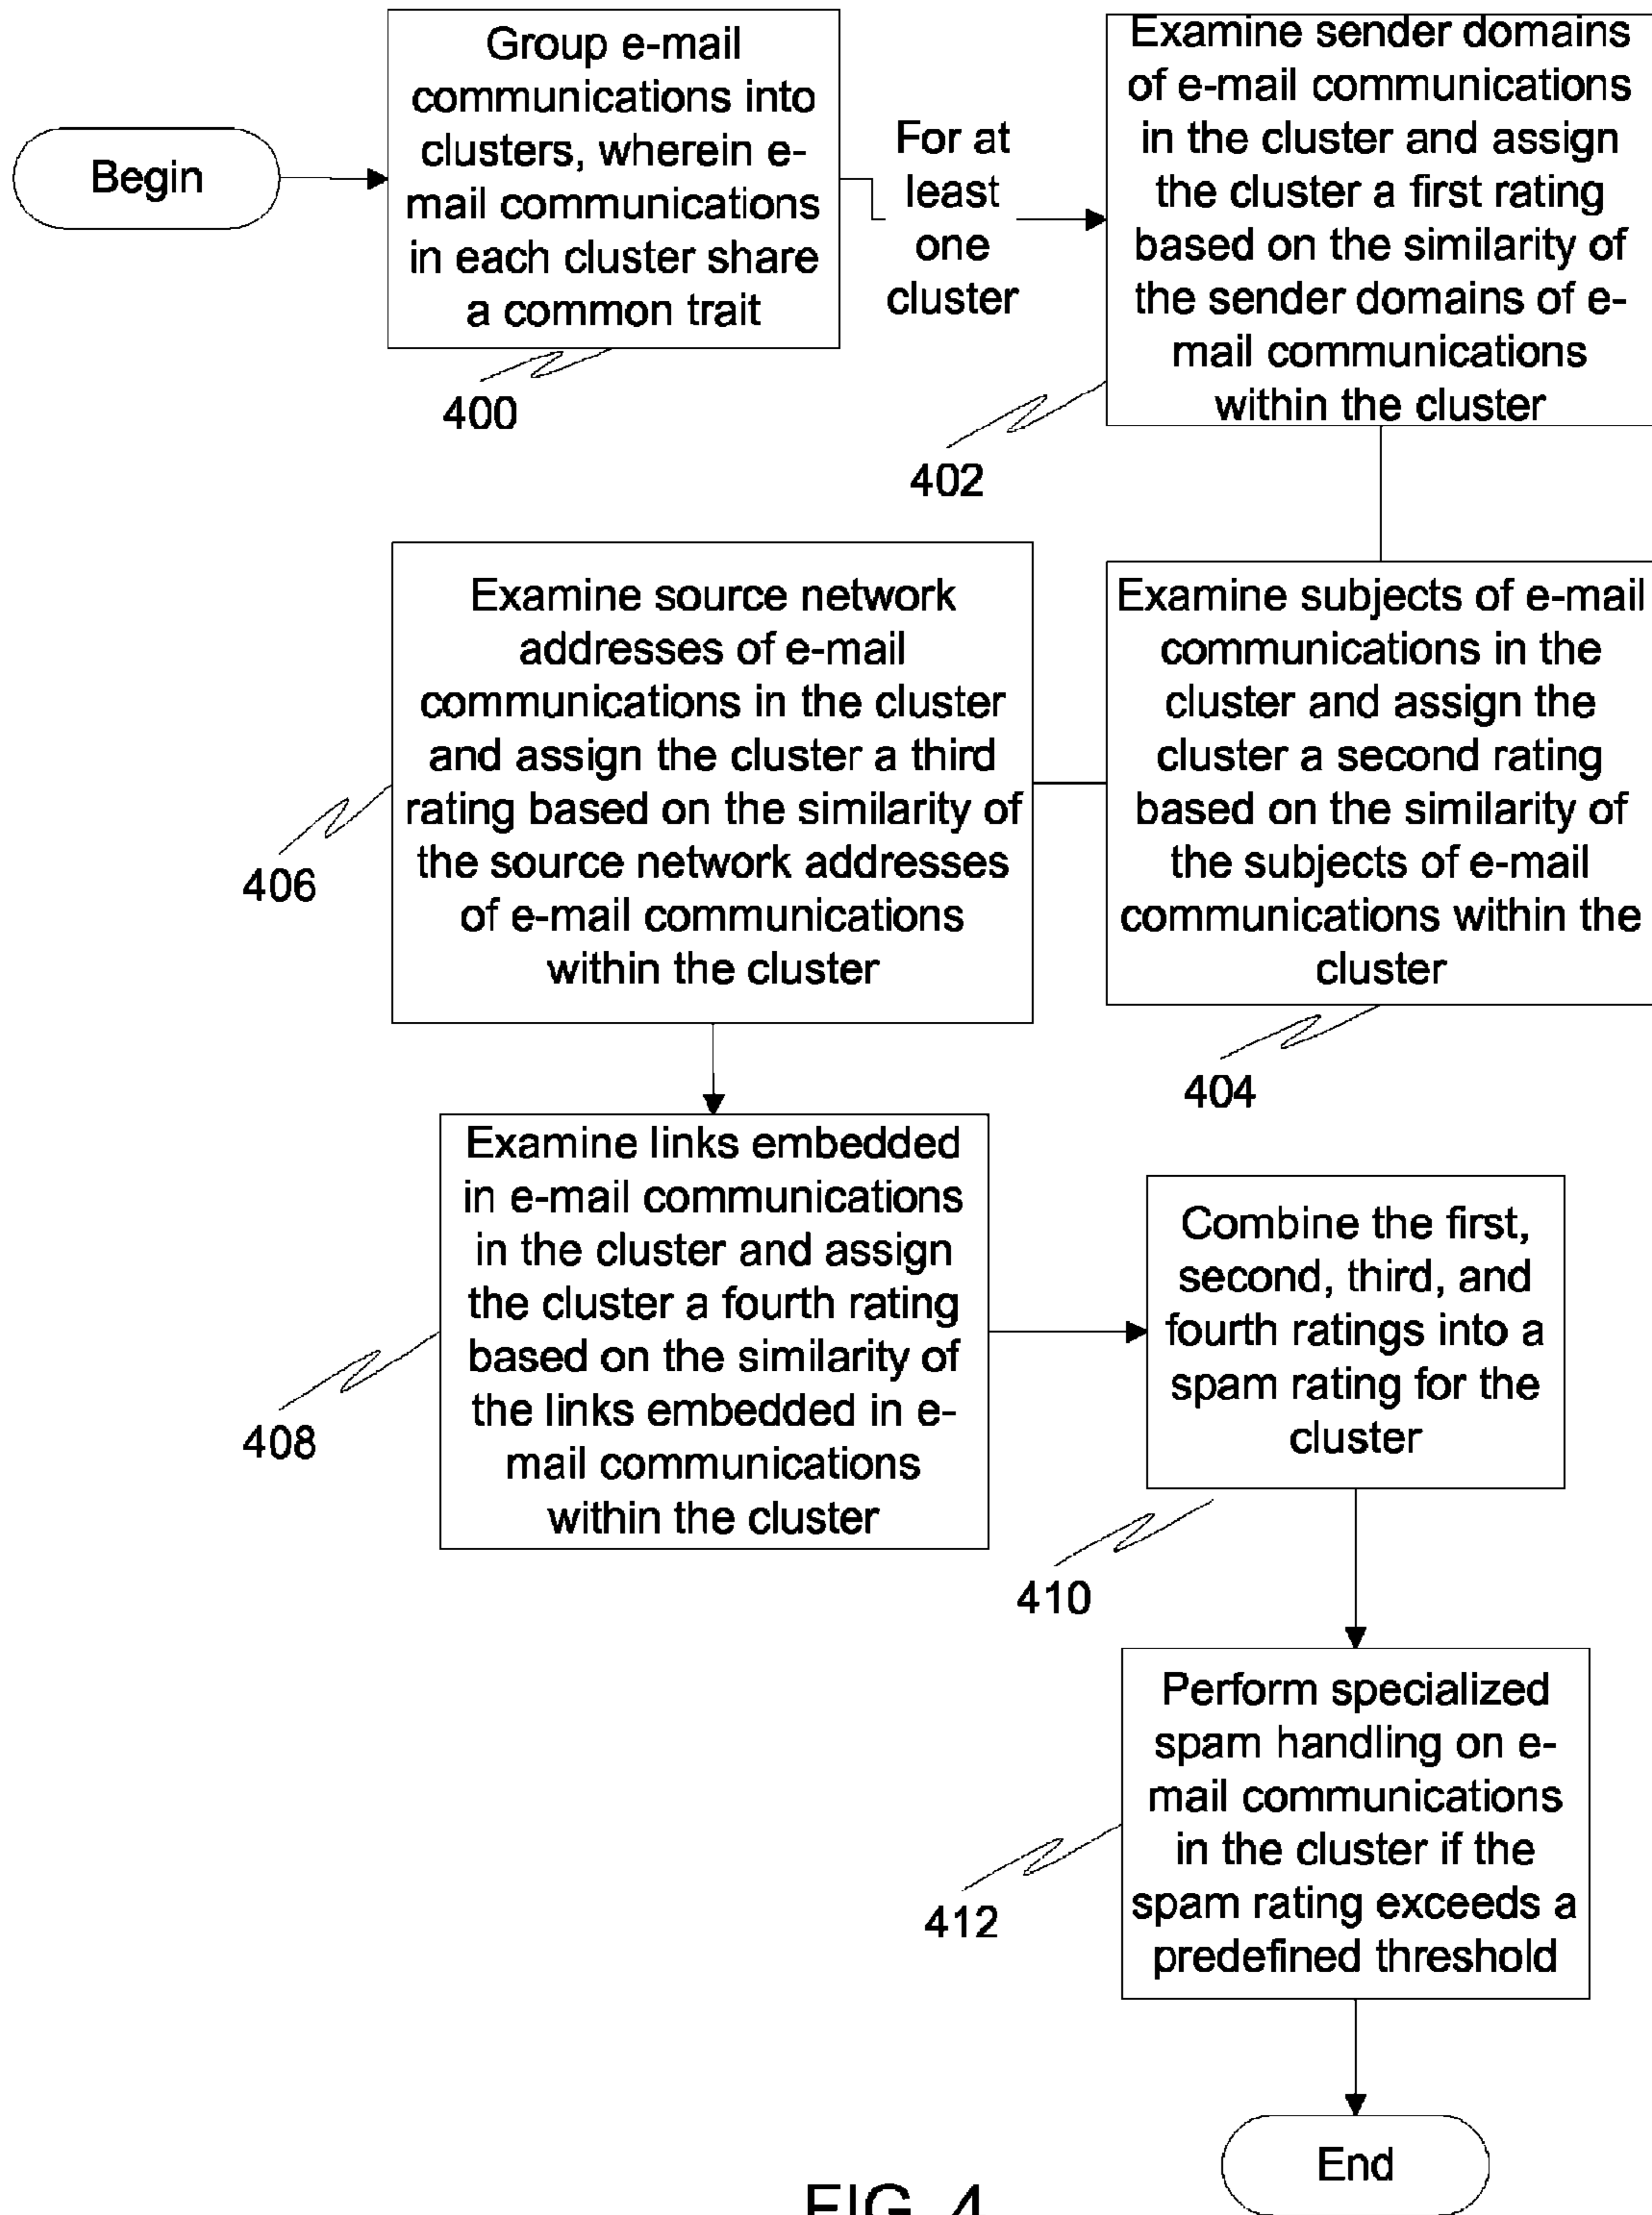 Begin
Group e-mail
communications into
clusters, wherein e-
mail communications
in each cluster share
a common trait
400
For at
least
one
cluster
Examine sender domains
of e-mail communications
in the cluster and assign
the cluster a first rating
based on the similarity of
the sender domains of e-
mail communications
within the cluster
402
Examine subjects of e-mail
communications in the
cluster and assign the
cluster a second rating
based on the similarity of
the subjects of e-mail
communications within the
cluster
404
Examine source network
addresses of e-mail
communications in the cluster
and assign the cluster a third
rating based on the similarity of
the source network addresses
of e-mail communications
within the cluster
406
Examine links embedded
in e-mail communications
in the cluster and assign
the cluster a fourth rating
based on the similarity of
the links embedded in e-
mail communications
within the cluster
408
Combine the first,
second, third, and
fourth ratings into a
spam rating for the
cluster
410
Perform specialized
spam handling on e-
mail communications
in the cluster if the
spam rating exceeds a
predefined threshold
412
End
FIG. 4